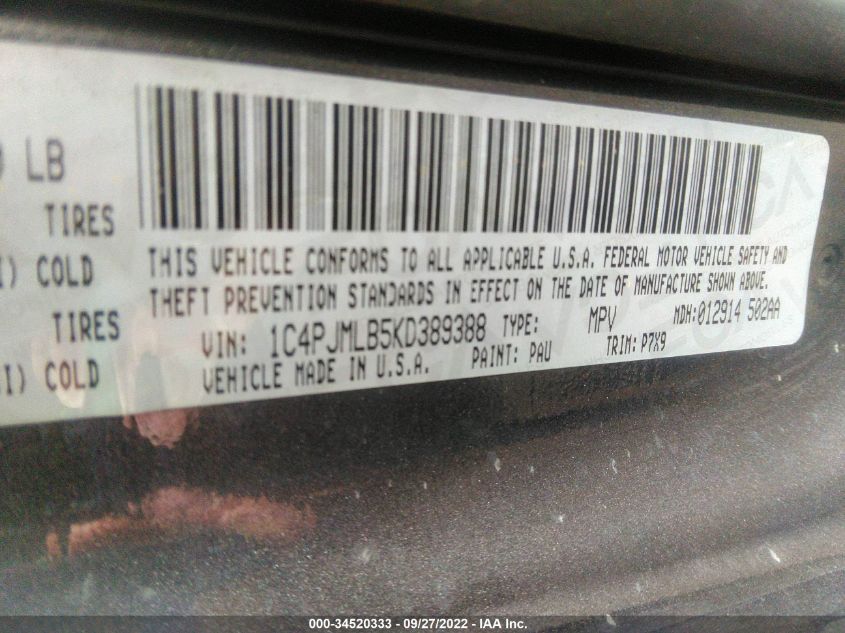 LB
TIRES
COLD
TIRES
COLD
THIS VEHICLE CONFORMS TO ALL APPLICABLE U.S.A. FEDERAL MOTOR VEHICLE SAFETY AND
THEFT PREVENTION STANDARDS IN EFFECT ON THE DATE OF MANUFACTURE SHOWN ABOVE.
VIN: 1C4PJMLB5KD389388 TYPE: MPV MDH:012914 502AA
VEHICLE MADE IN U.S.A. PAINT: PAU TRIM: P7X9
000-34520333 - 09/27/2022 - IAA Inc.